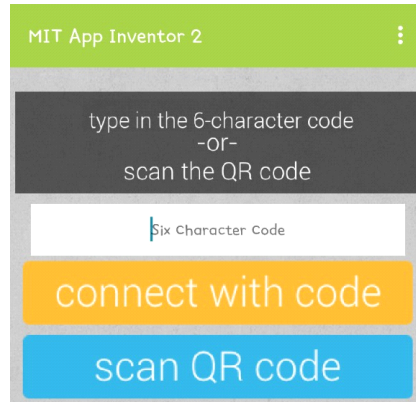 MIT App Inventor 2
type in the 6-character code
-or-
scan the QR code
Six Character Code
connect with code
scan QR code